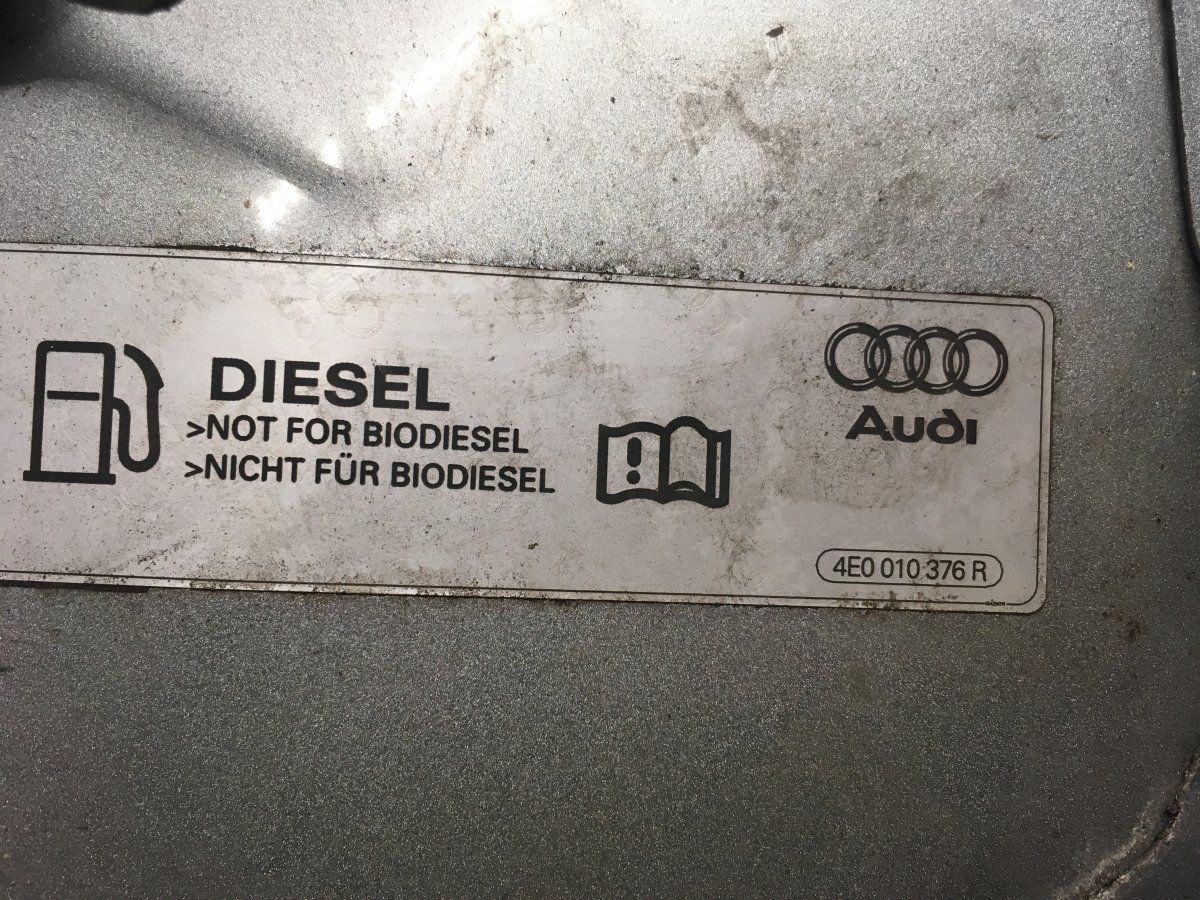 DIESEL
>NOT FOR BIODIESEL
>NICHT FÜR BIODIESEL
Audi
4E0 010 376 R